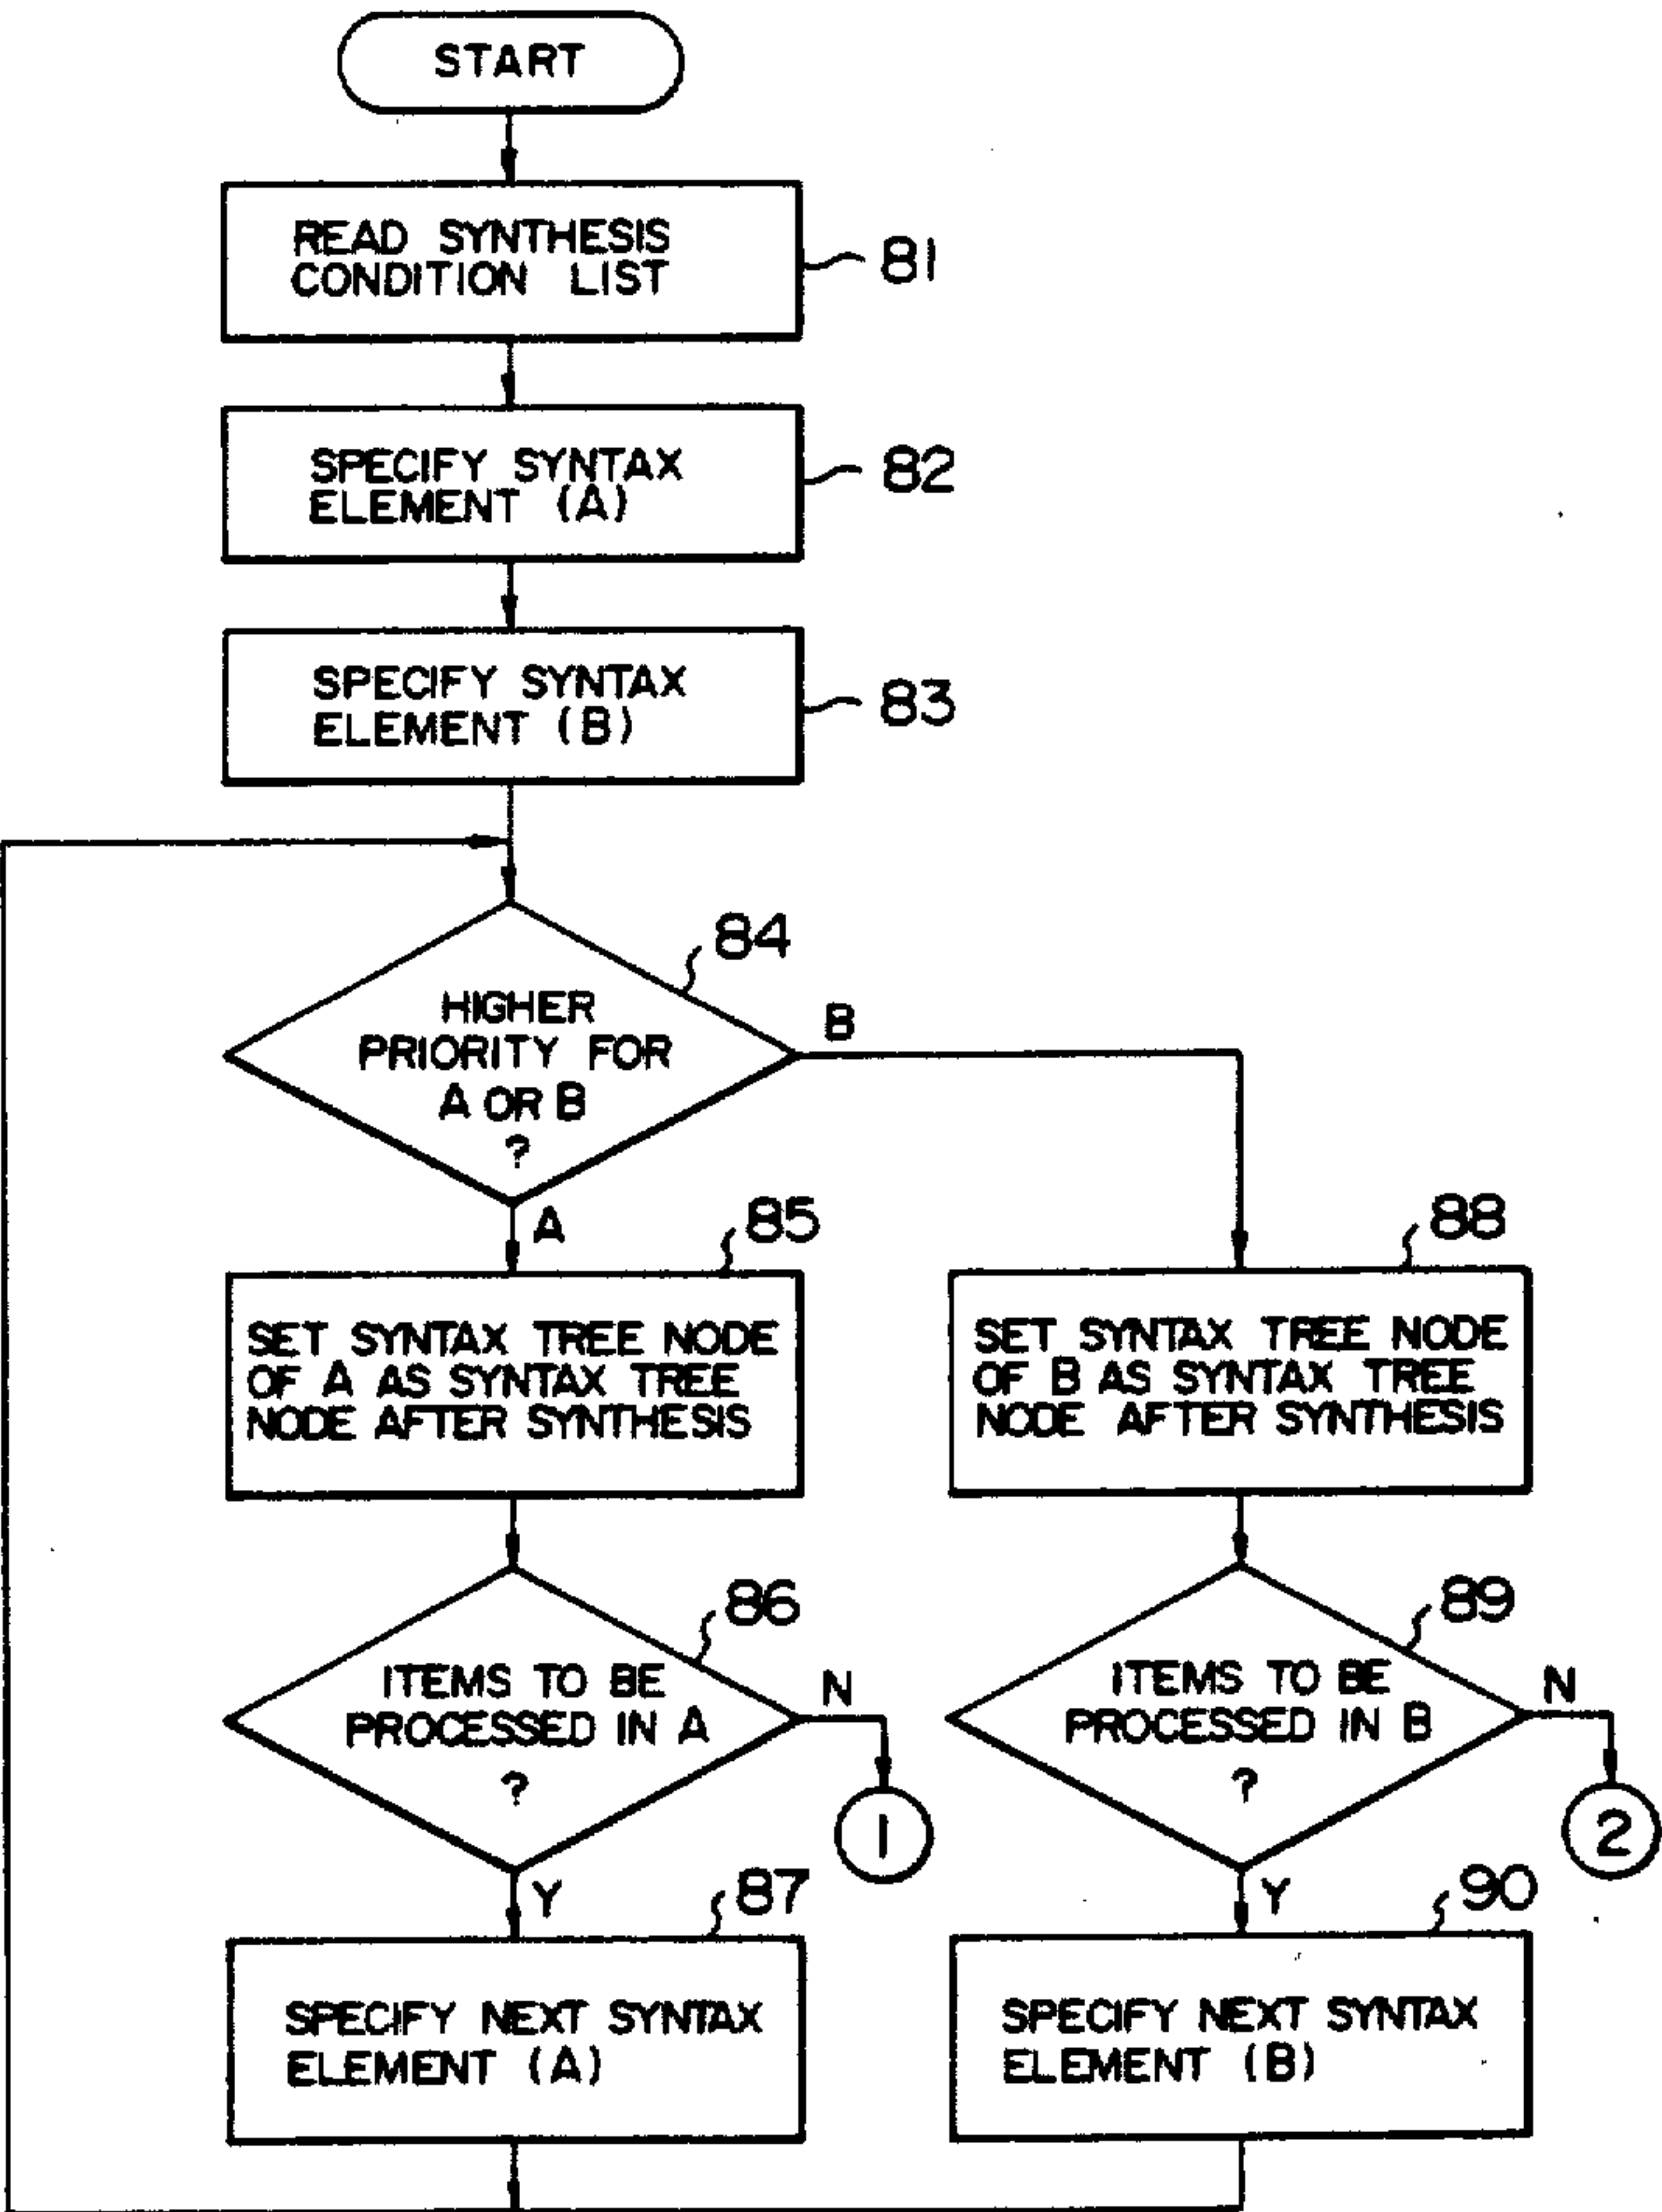 START
READ SYNTHESIS
CONDITION LIST
81
SPECIFY SYNTAX
ELEMENT (A)
82
SPECIFY SYNTAX
ELEMENT (B)
83
84
HIGHER
PRIORITY FOR
A OR B
?
B
A
85
SET SYNTAX TREE NODE
OF A AS SYNTAX TREE
NODE AFTER SYNTHESIS
88
SET SYNTAX TREE NODE
OF B AS SYNTAX TREE
NODE AFTER SYNTHESIS
86
ITEMS TO BE
PROCESSED IN A
?
N
1
Y
89
ITEMS TO BE
PROCESSED IN B
?
N
2
Y
87
SPECIFY NEXT SYNTAX
ELEMENT (A)
90
SPECIFY NEXT SYNTAX
ELEMENT (B)